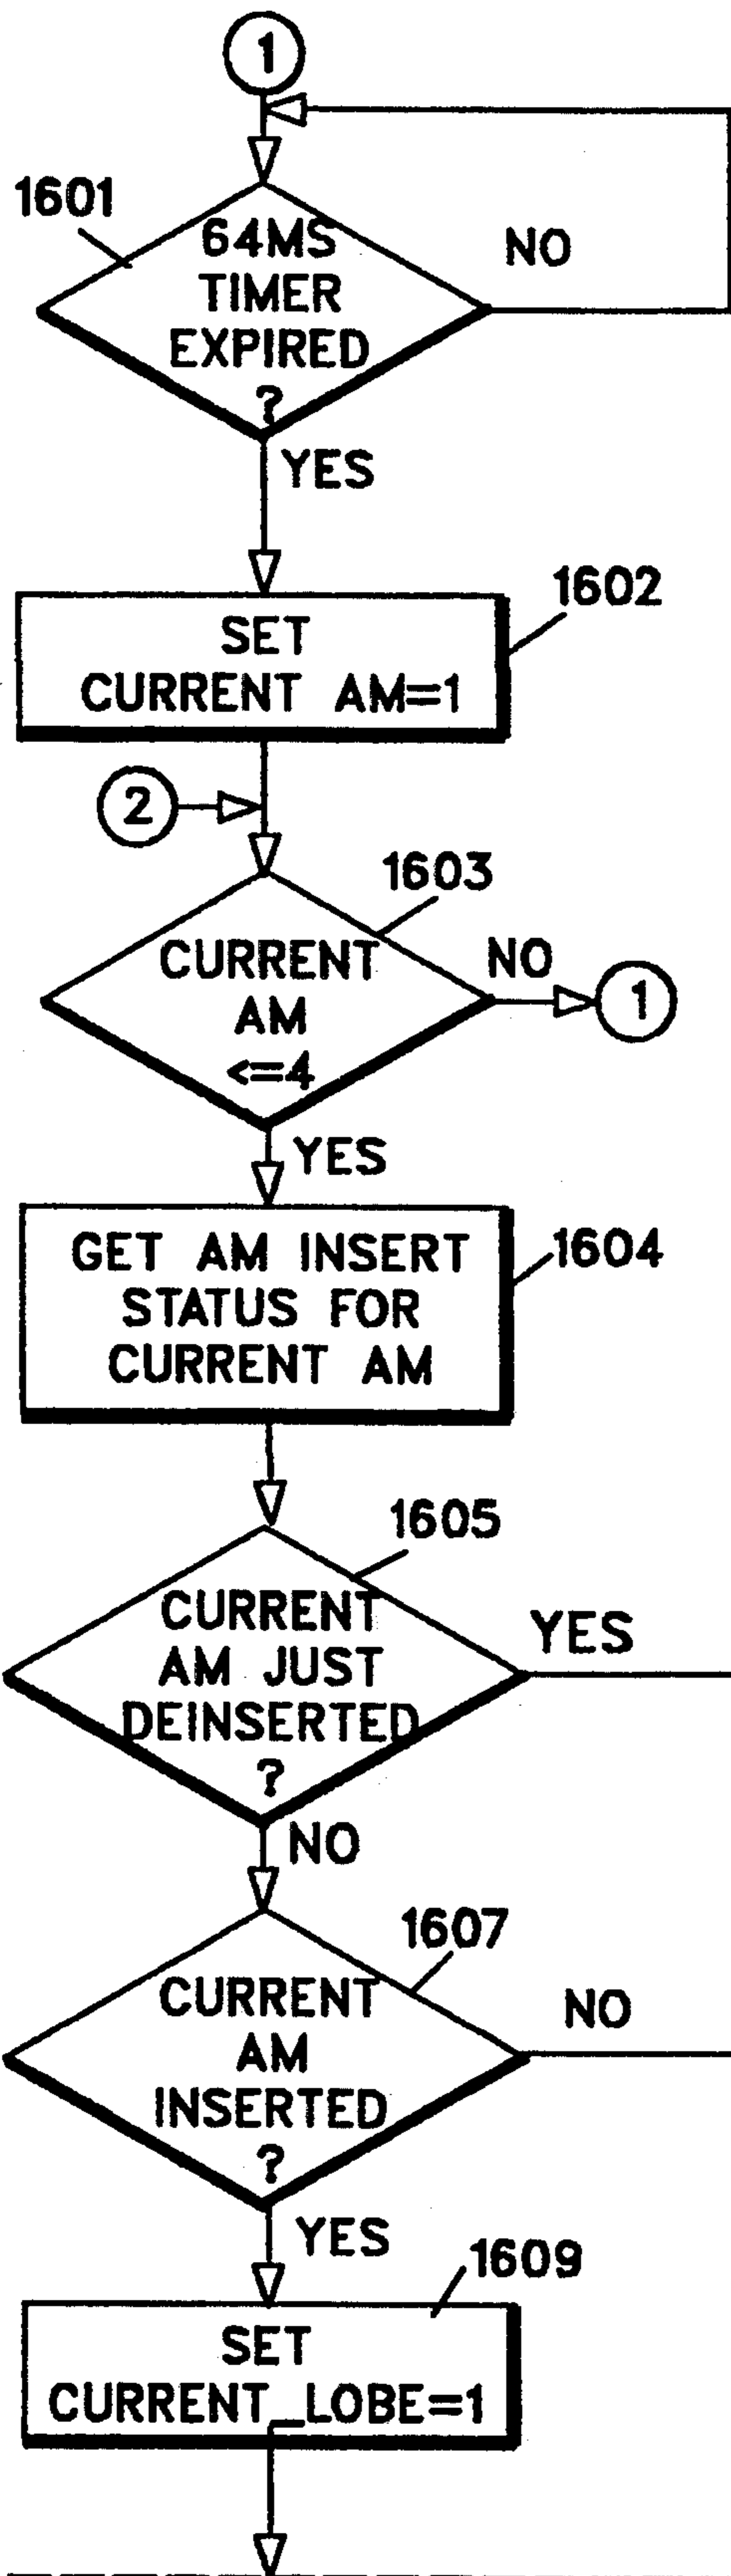 1
1601
64MS
TIMER
EXPIRED
?
NO
YES
1602
SET
CURRENT AM=1
2
1603
CURRENT
AM
<=4
NO
1
YES
1604
GET AM INSERT
STATUS FOR
CURRENT AM
1605
CURRENT
AM JUST
DEINSERTED
?
YES
NO
1607
CURRENT
AM
INSERTED
?
NO
YES
1609
SET
CURRENT_LOBE=1